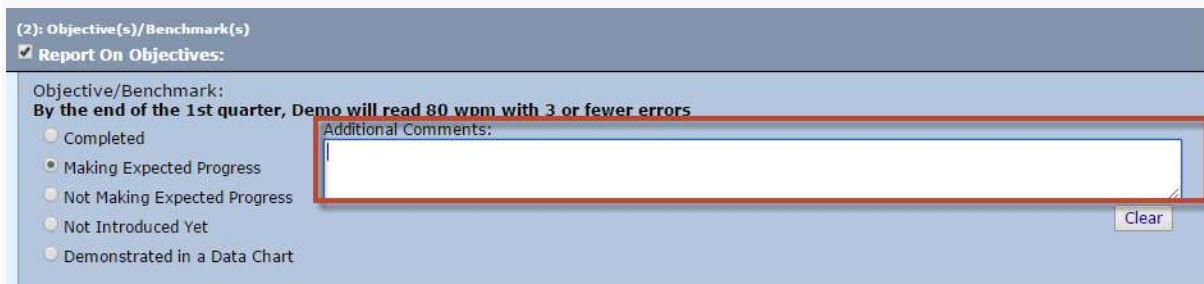 (2): Objective(s)/Benchmark(s)
Report On Objectives:
Objective/Benchmark:
By the end of the 1st quarter, Demo will read 80 wpm with 3 or fewer errors
Completed
Additional Comments:
Making Expected Progress
Not Making Expected Progress
Not Introduced Yet
Clear
Demonstrated in a Data Chart